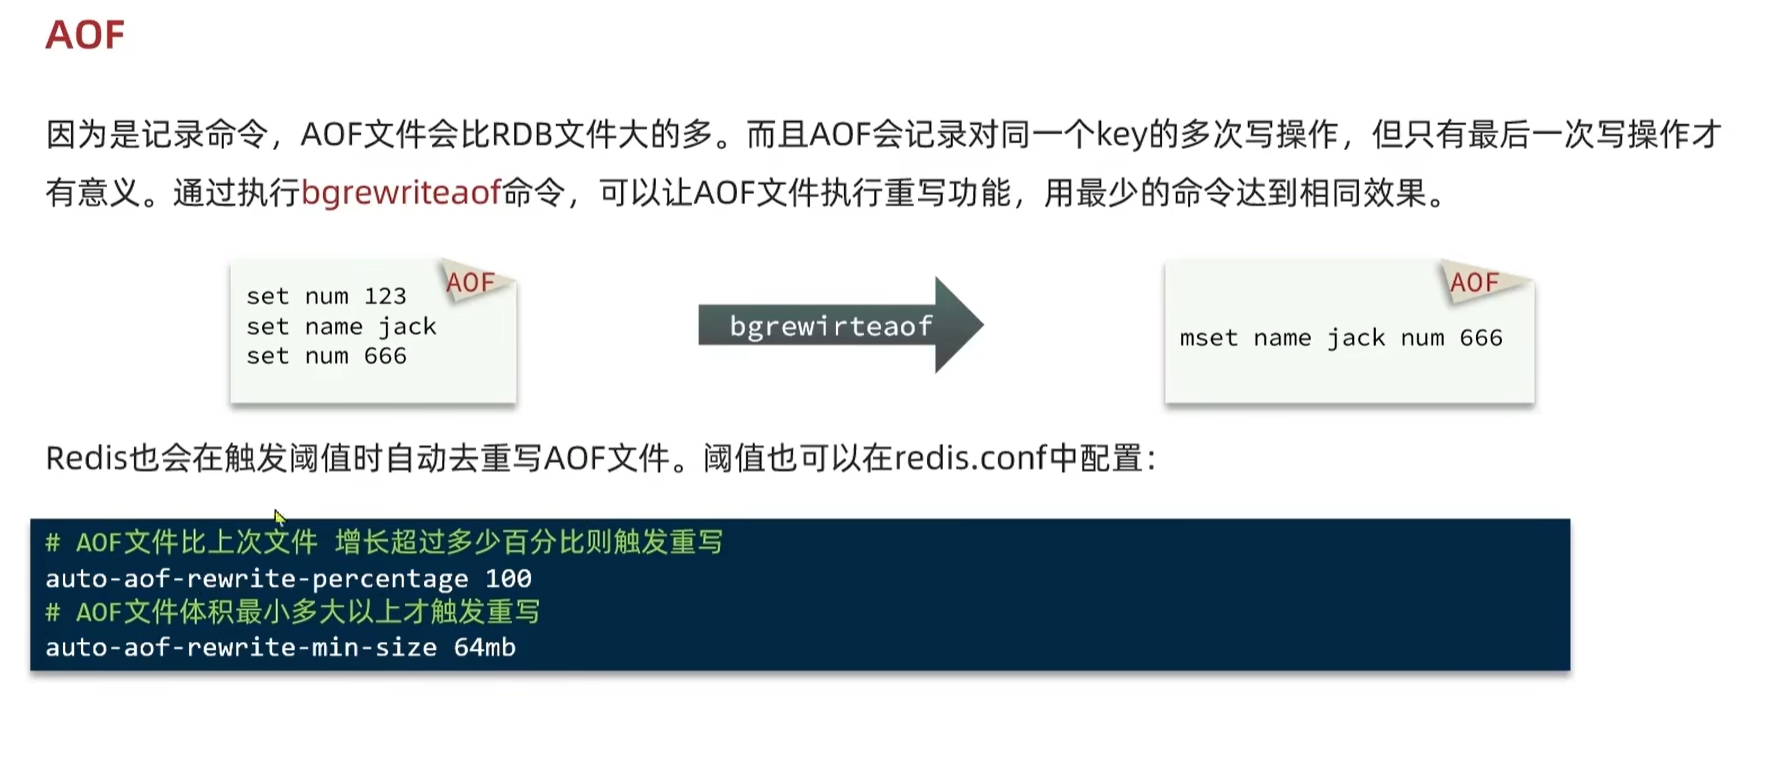 AOF
因为是记录命令，AOF文件会比RDB文件大的多。而且AOF会记录对同一个key的多次写操作，但只有最后一次写操作才
有意义。通过执行bgrewriteaof命令，可以让AOF文件执行重写功能，用最少的命令达到相同效果。
AOF
set num 123
set name jack
set num 666
bgrewirteaof
AOF
mset name jack num 666
Redis也会在触发阈值时自动去重写AOF文件。阈值也可以在redis.conf中配置：
# AOF文件比上次文件 增长超过多少百分比则触发重写
auto-aof-rewrite-percentage 100
# AOF文件体积最小多大以上才触发重写
auto-aof-rewrite-min-size 64mb